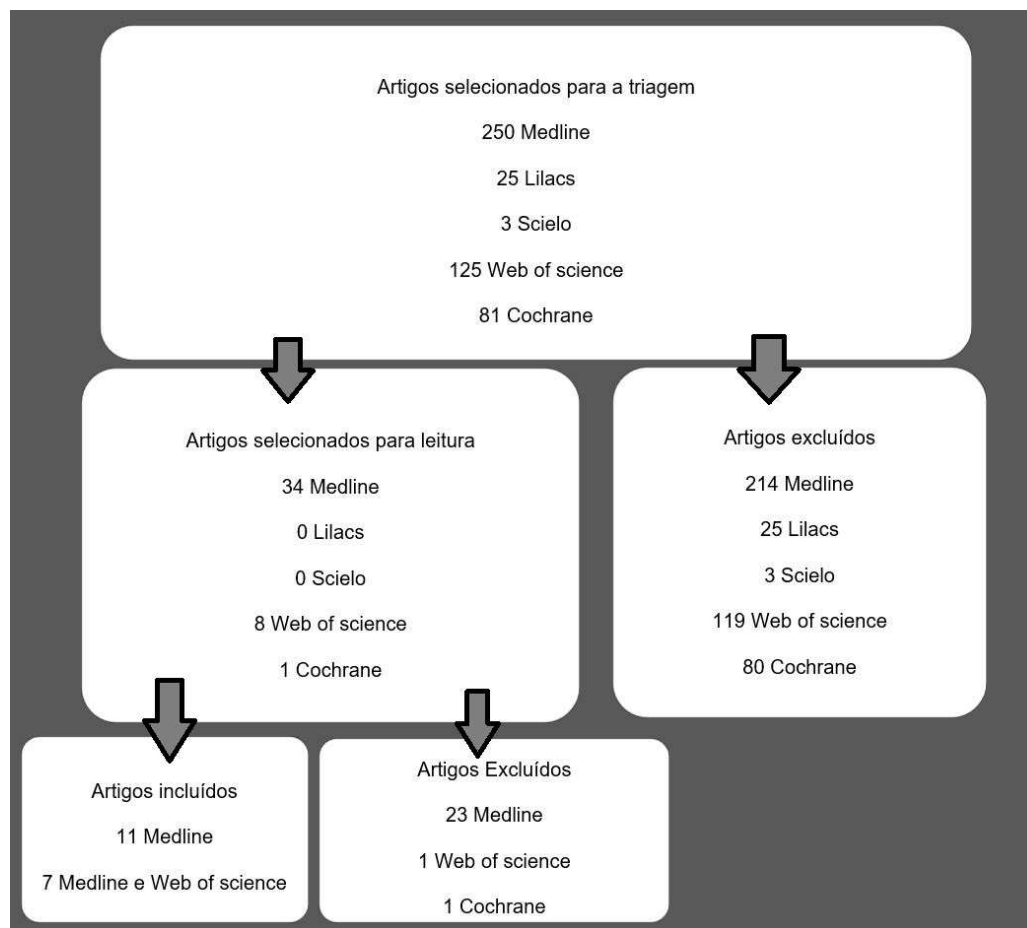 Artigos selecionados para a triagem
250 Medline
25 Lilacs
3 Scielo
125 Web of science
81 Cochrane
Artigos selecionados para leitura
34 Medline
0 Lilacs
0 Scielo
8 Web of science
1 Cochrane
Artigos excluídos
214 Medline
25 Lilacs
3 Scielo
119 Web of science
80 Cochrane
Artigos incluídos
11 Medline
7 Medline e Web of science
Artigos Excluídos
23 Medline
1 Web of science
1 Cochrane